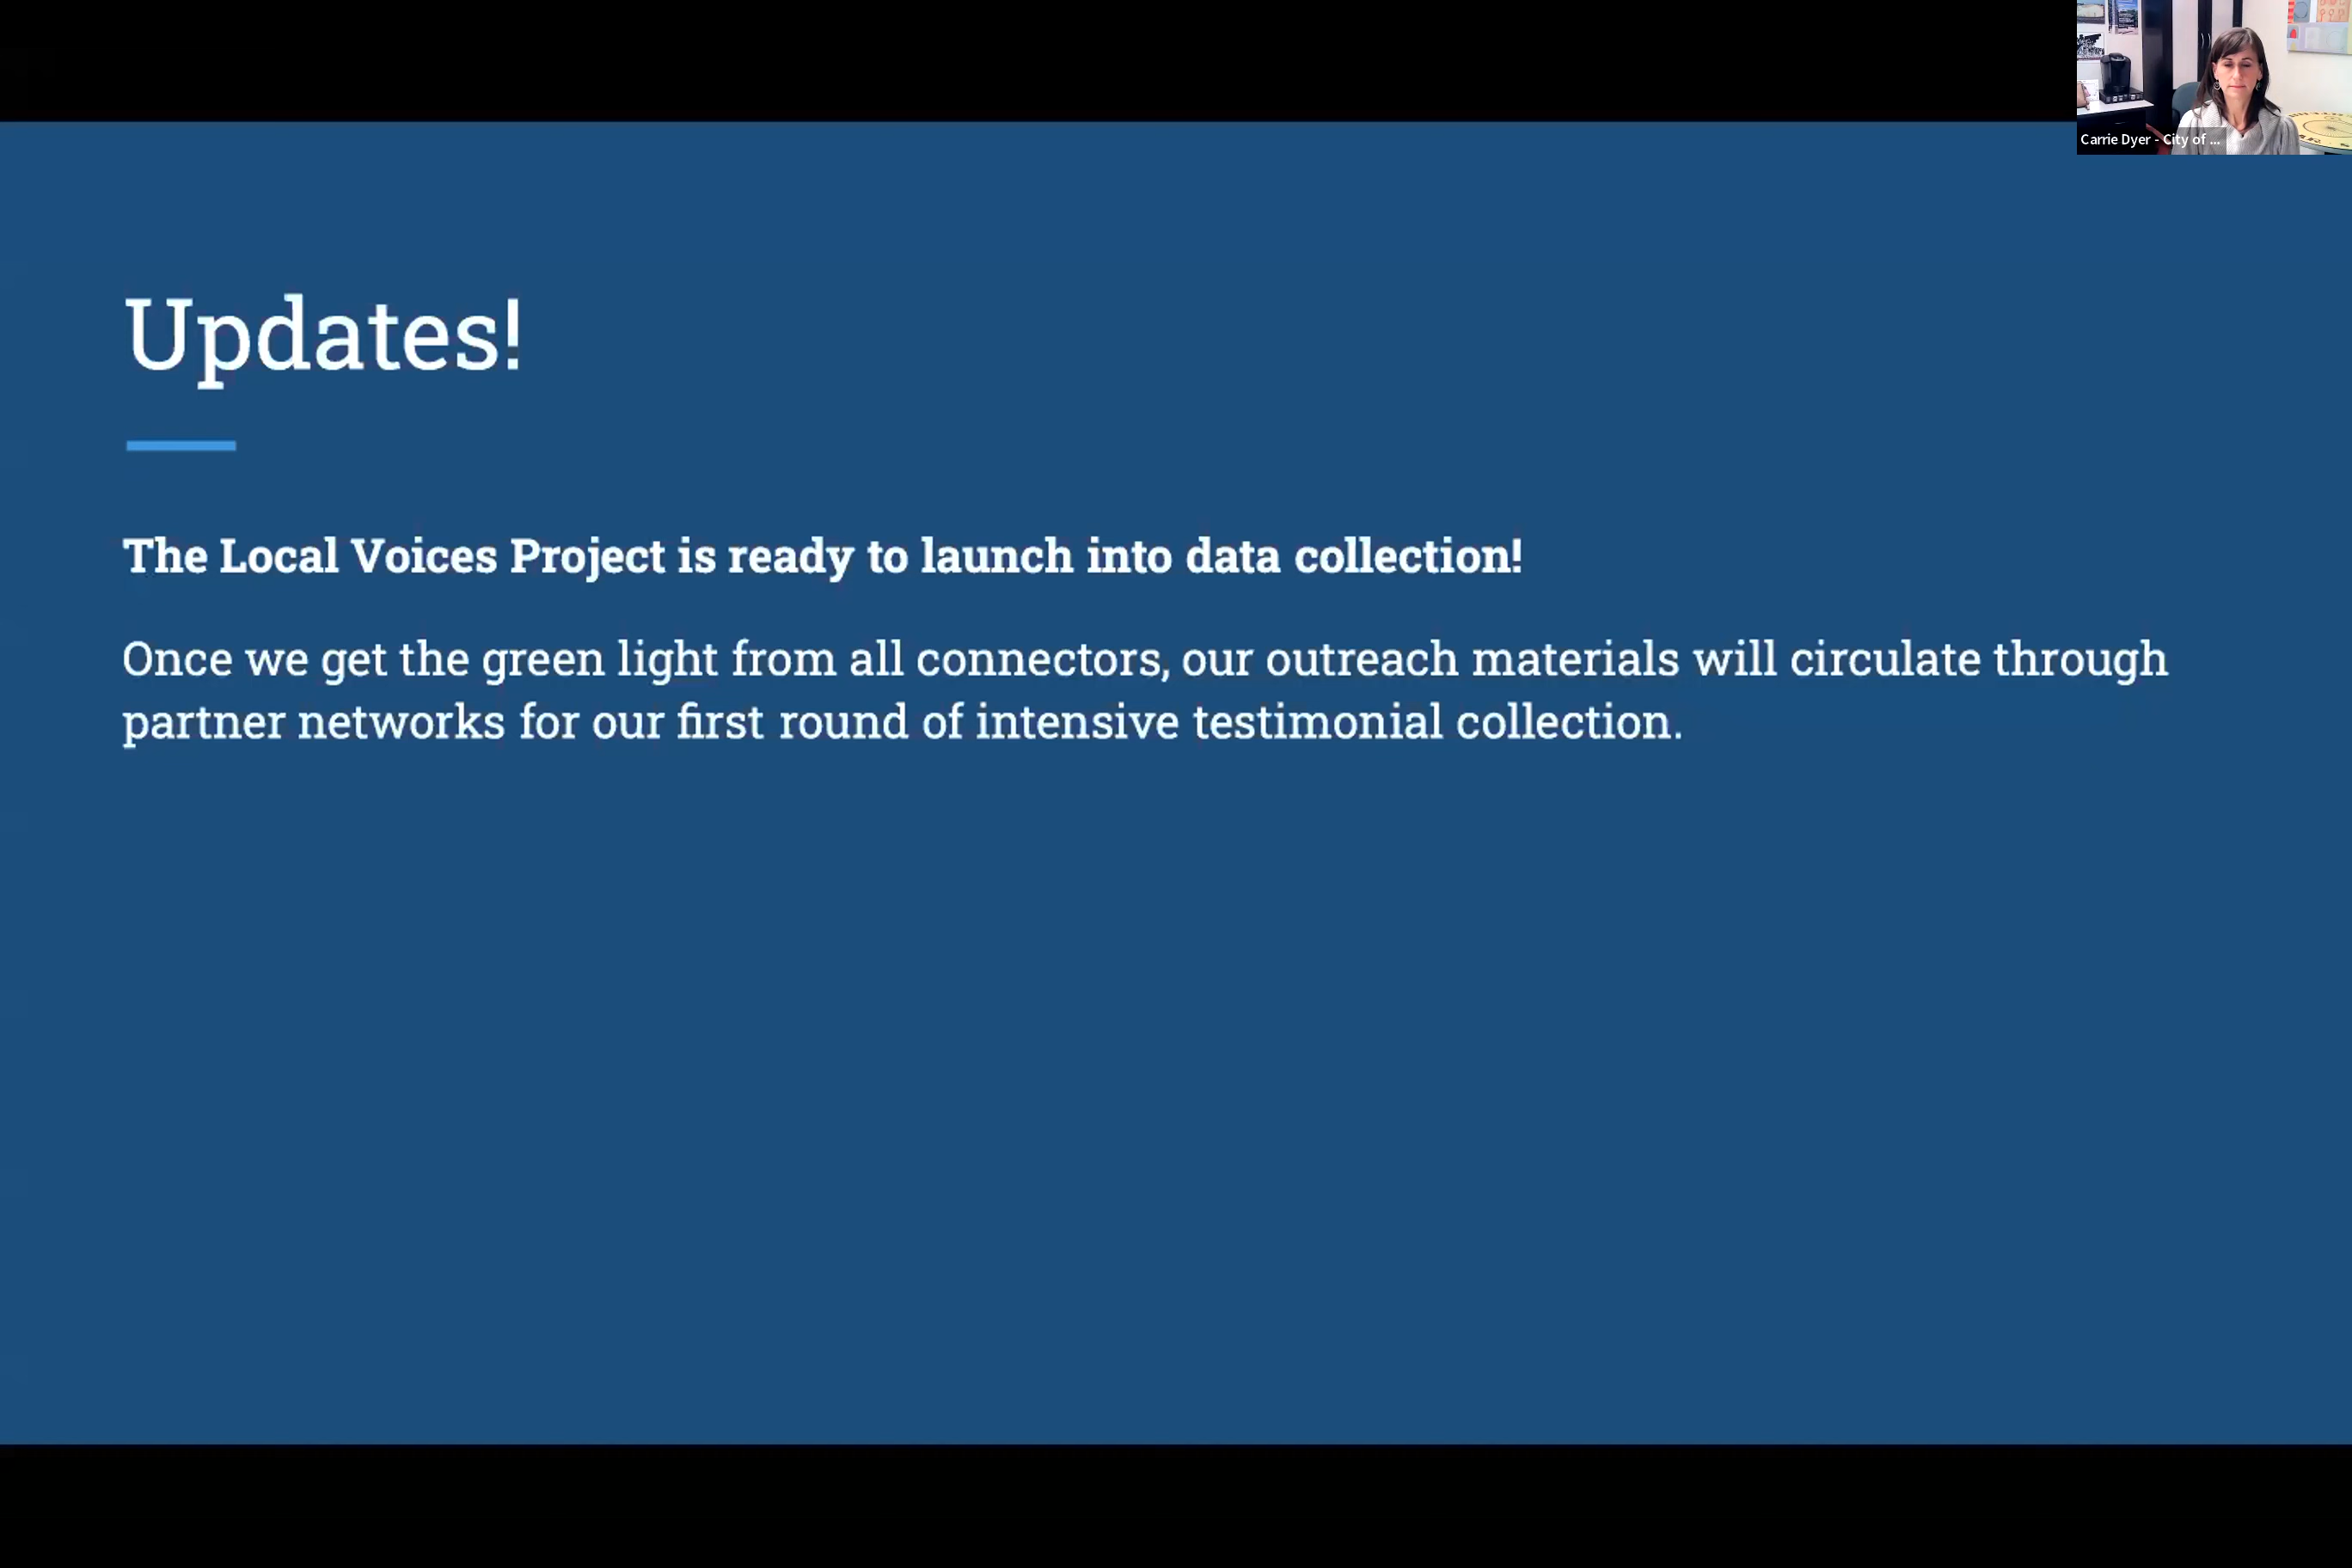 Carrie Dyer - City of ...
Updates!
The Local Voices Project is ready to launch into data collection!
Once we get the green light from all connectors, our outreach materials will circulate through
partner networks for our first round of intensive testimonial collection.